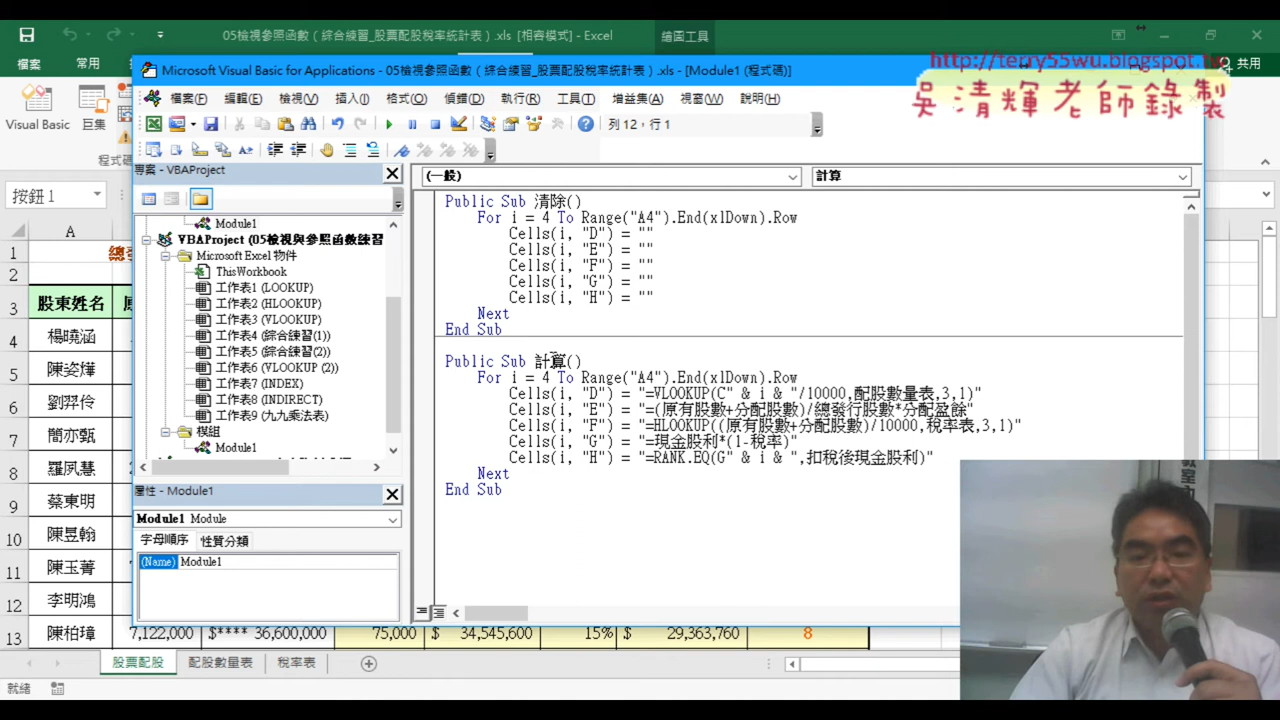 05檢視參照函數（綜合練習_股票配股稅率統計表）.xls [相容模式] - Excel
繪圖工具
檔案
常用
共用
http://terry55wu.blogspot.tw
吳清輝老師錄製
Visual Basic
巨集
程式碼
按鈕 1
Microsoft Visual Basic for Applications - 05檢視參照函數（綜合練習_股票配股稅率統計表）.xls - [Module1 (程式碼)]
檔案(F) 編輯(E) 檢視(V) 插入(I) 格式(O) 偵錯(D) 執行(R) 工具(T) 增益集(A) 視窗(W) 說明(H)
列 12，行 1
專案 - VBAProject
Module1
VBAProject (05檢視與參照函數練習
Microsoft Excel 物件
ThisWorkbook
工作表1 (LOOKUP)
工作表2 (HLOOKUP)
工作表3 (VLOOKUP)
工作表4 (綜合練習(1))
工作表5 (綜合練習(2))
工作表6 (VLOOKUP (2))
工作表7 (INDEX)
工作表8 (INDIRECT)
工作表9 (九九乘法表)
模組
Module1
屬性 - Module1
Module1 Module
字母順序 性質分類
(Name) Module1
(一般)
計算
Public Sub 清除()
For i = 4 To Range("A4").End(xlDown).Row
Cells(i, "D") = ""
Cells(i, "E") = ""
Cells(i, "F") = ""
Cells(i, "G") = ""
Cells(i, "H") = ""
Next
End Sub
Public Sub 計算()
For i = 4 To Range("A4").End(xlDown).Row
Cells(i, "D") = "=VLOOKUP(C" & i & "/10000,配股數量表,3,1)"
Cells(i, "E") = "=(原有股數+分配股數)/總發行股數*分配盈餘"
Cells(i, "F") = "=HLOOKUP((原有股數+分配股數)/10000,稅率表,3,1)"
Cells(i, "G") = "=現金股利*(1-稅率)"
Cells(i, "H") = "=RANK.EQ(G" & i & ",扣稅後現金股利)"
Next
End Sub
A
1
2
3 股東姓名
4 楊曉涵
5 陳姿燁
6 劉羿伶
7 簡亦甄
8 羅夙慧
9 蔡東明
10 陳昱翰
11 陳玉菁
12 李明鴻
13 陳柏璋 7,122,000 $**** 36,600,000 75,000 $ 34,545,600 15% $ 29,363,760 8
股票配股 配股數量表 稅率表
就緒